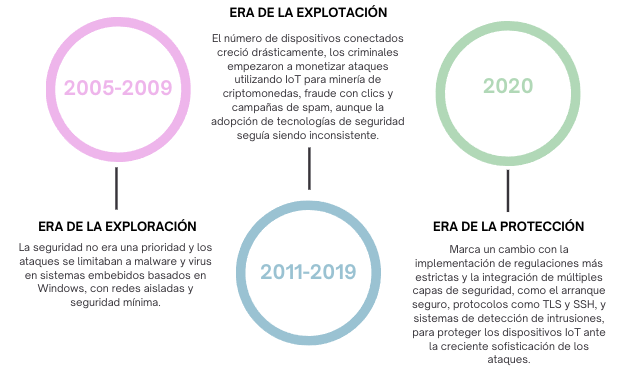 2005-2009
ERA DE LA EXPLORACIÓN
La seguridad no era una prioridad y los
ataques se limitaban a malware y virus
en sistemas embebidos basados en
Windows, con redes aisladas y
seguridad mínima.
ERA DE LA EXPLOTACIÓN
El número de dispositivos conectados
creció drásticamente, los criminales
empezaron a monetizar ataques
utilizando IoT para minería de
criptomonedas, fraude con clics y
campañas de spam, aunque la
adopción de tecnologías de seguridad
seguía siendo inconsistente.
2011-2019
2020
ERA DE LA PROTECCIÓN
Marca un cambio con la
implementación de regulaciones más
estrictas y la integración de múltiples
capas de seguridad, como el arranque
seguro, protocolos como TLS y SSH, y
sistemas de detección de intrusiones,
para proteger los dispositivos IoT ante
la creciente sofisticación de los
ataques.